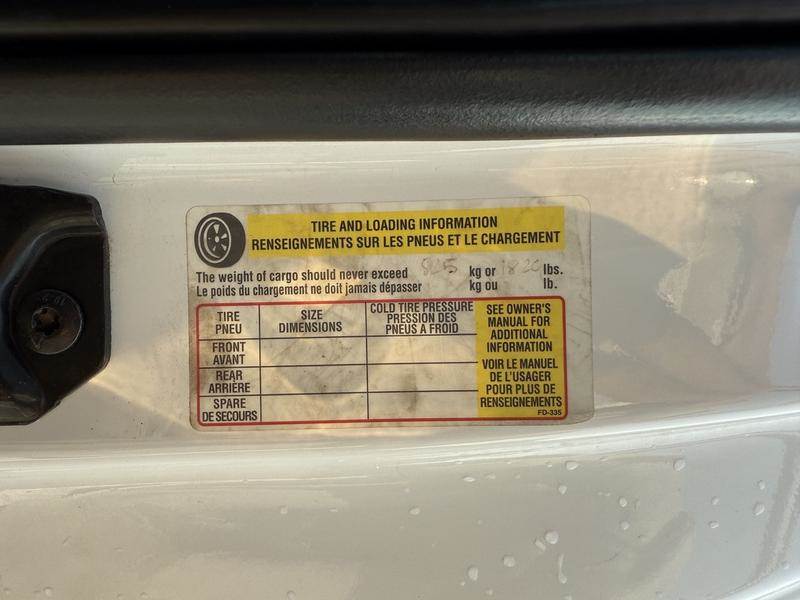 TIRE AND LOADING INFORMATION
RENSEIGNEMENTS SUR LES PNEUS ET LE CHARGEMENT
The weight of cargo should never exceed 825 kg or 1820 lbs.
Le poids du chargement ne doit jamais dépasser kg ou lb.
TIRE
PNEU
SIZE
DIMENSIONS
COLD TIRE PRESSURE
PRESSION DES
PNEUS A FROID
SEE OWNER'S
MANUAL FOR
ADDITIONAL
INFORMATION
VOIR LE MANUEL
DE L'USAGER
POUR PLUS DE
RENSEIGNEMENTS
FRONT
AVANT
REAR
ARRIÈRE
SPARE
DE SECOURS
FD-335